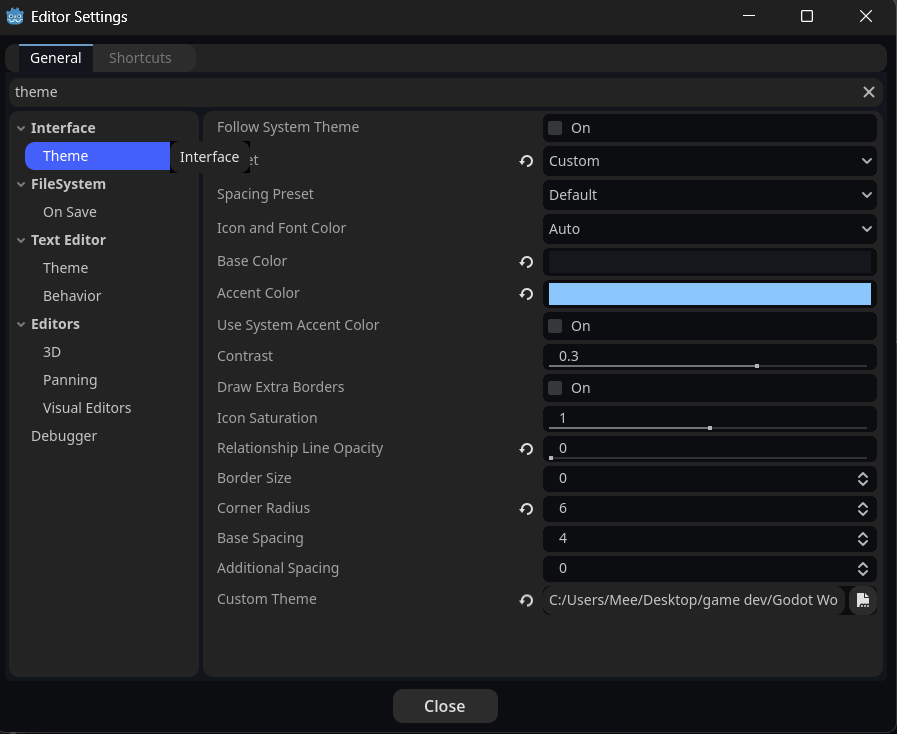 Editor Settings
General Shortcuts
theme
Interface
Theme
Interface
FileSystem
On Save
Text Editor
Theme
Behavior
Editors
3D
Panning
Visual Editors
Debugger
Follow System Theme On
et Custom
Spacing Preset Default
Icon and Font Color Auto
Base Color
Accent Color
Use System Accent Color On
Contrast 0.3
Draw Extra Borders On
Icon Saturation 1
Relationship Line Opacity 0
Border Size 0
Corner Radius 6
Base Spacing 4
Additional Spacing 0
Custom Theme C:/Users/Mee/Desktop/game dev/Godot Wo
Close